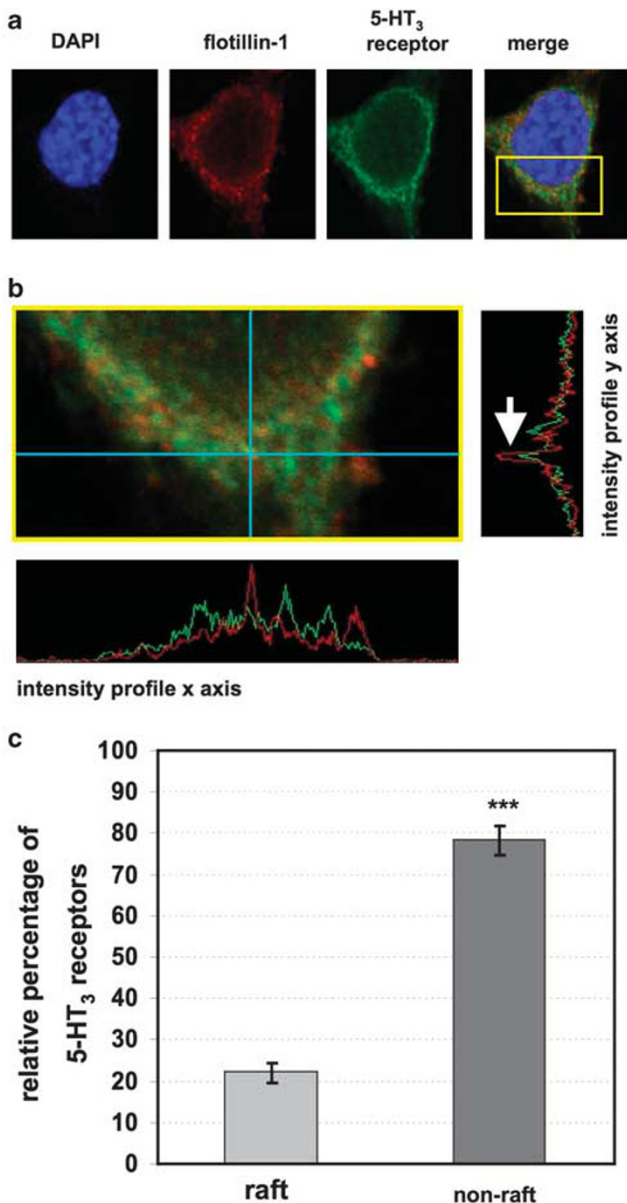 a
DAPI
flotillin-1
5-HT₃
receptor
merge
b
intensity profile y axis
intensity profile x axis
c
relative percentage of
5-HT₃ receptors
100
90
80
70
60
50
40
30
20
10
0
***
raft
non-raft